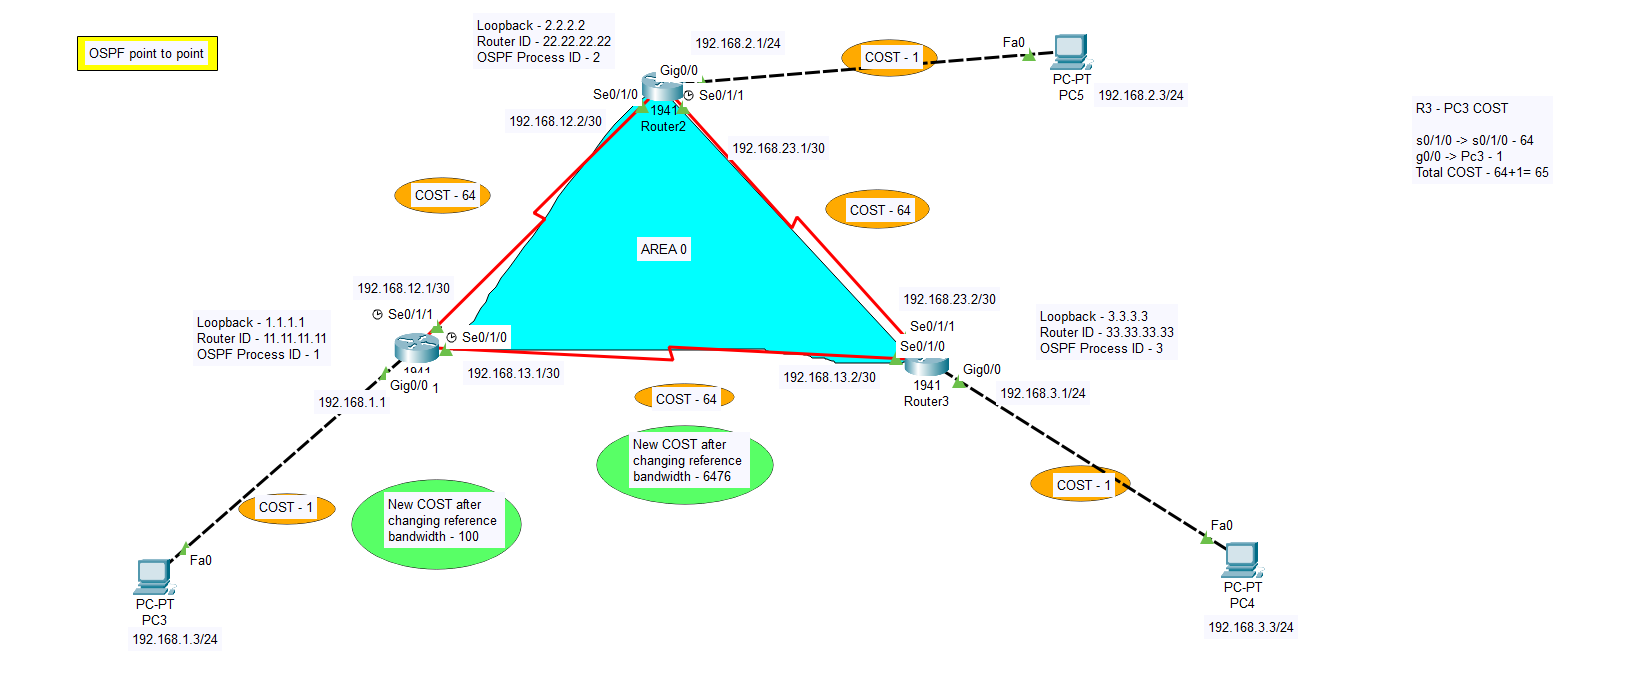 OSPF point to point
Loopback - 2.2.2.2
Router ID - 22.22.22.22
OSPF Process ID - 2
192.168.2.1/24
Gig0/0
COST - 1
Fa0
PC-PT
PC5
192.168.2.3/24
Se0/1/0
Se0/1/1
1941
Router2
192.168.12.2/30
192.168.23.1/30
R3 - PC3 COST
s0/1/0 -> s0/1/0 - 64
g0/0 -> Pc3 - 1
Total COST - 64+1= 65
COST - 64
COST - 64
AREA 0
192.168.12.1/30
Se0/1/1
Se0/1/0
Loopback - 1.1.1.1
Router ID - 11.11.11.11
OSPF Process ID - 1
1941
Gig0/0
1
192.168.1.1
192.168.13.1/30
192.168.23.2/30
Se0/1/1
Se0/1/0
Loopback - 3.3.3.3
Router ID - 33.33.33.33
OSPF Process ID - 3
192.168.13.2/30
Gig0/0
1941
Router3
192.168.3.1/24
COST - 64
New COST after
changing reference
bandwidth - 6476
COST - 1
New COST after
changing reference
bandwidth - 100
COST - 1
Fa0
PC-PT
PC3
192.168.1.3/24
Fa0
PC-PT
PC4
192.168.3.3/24